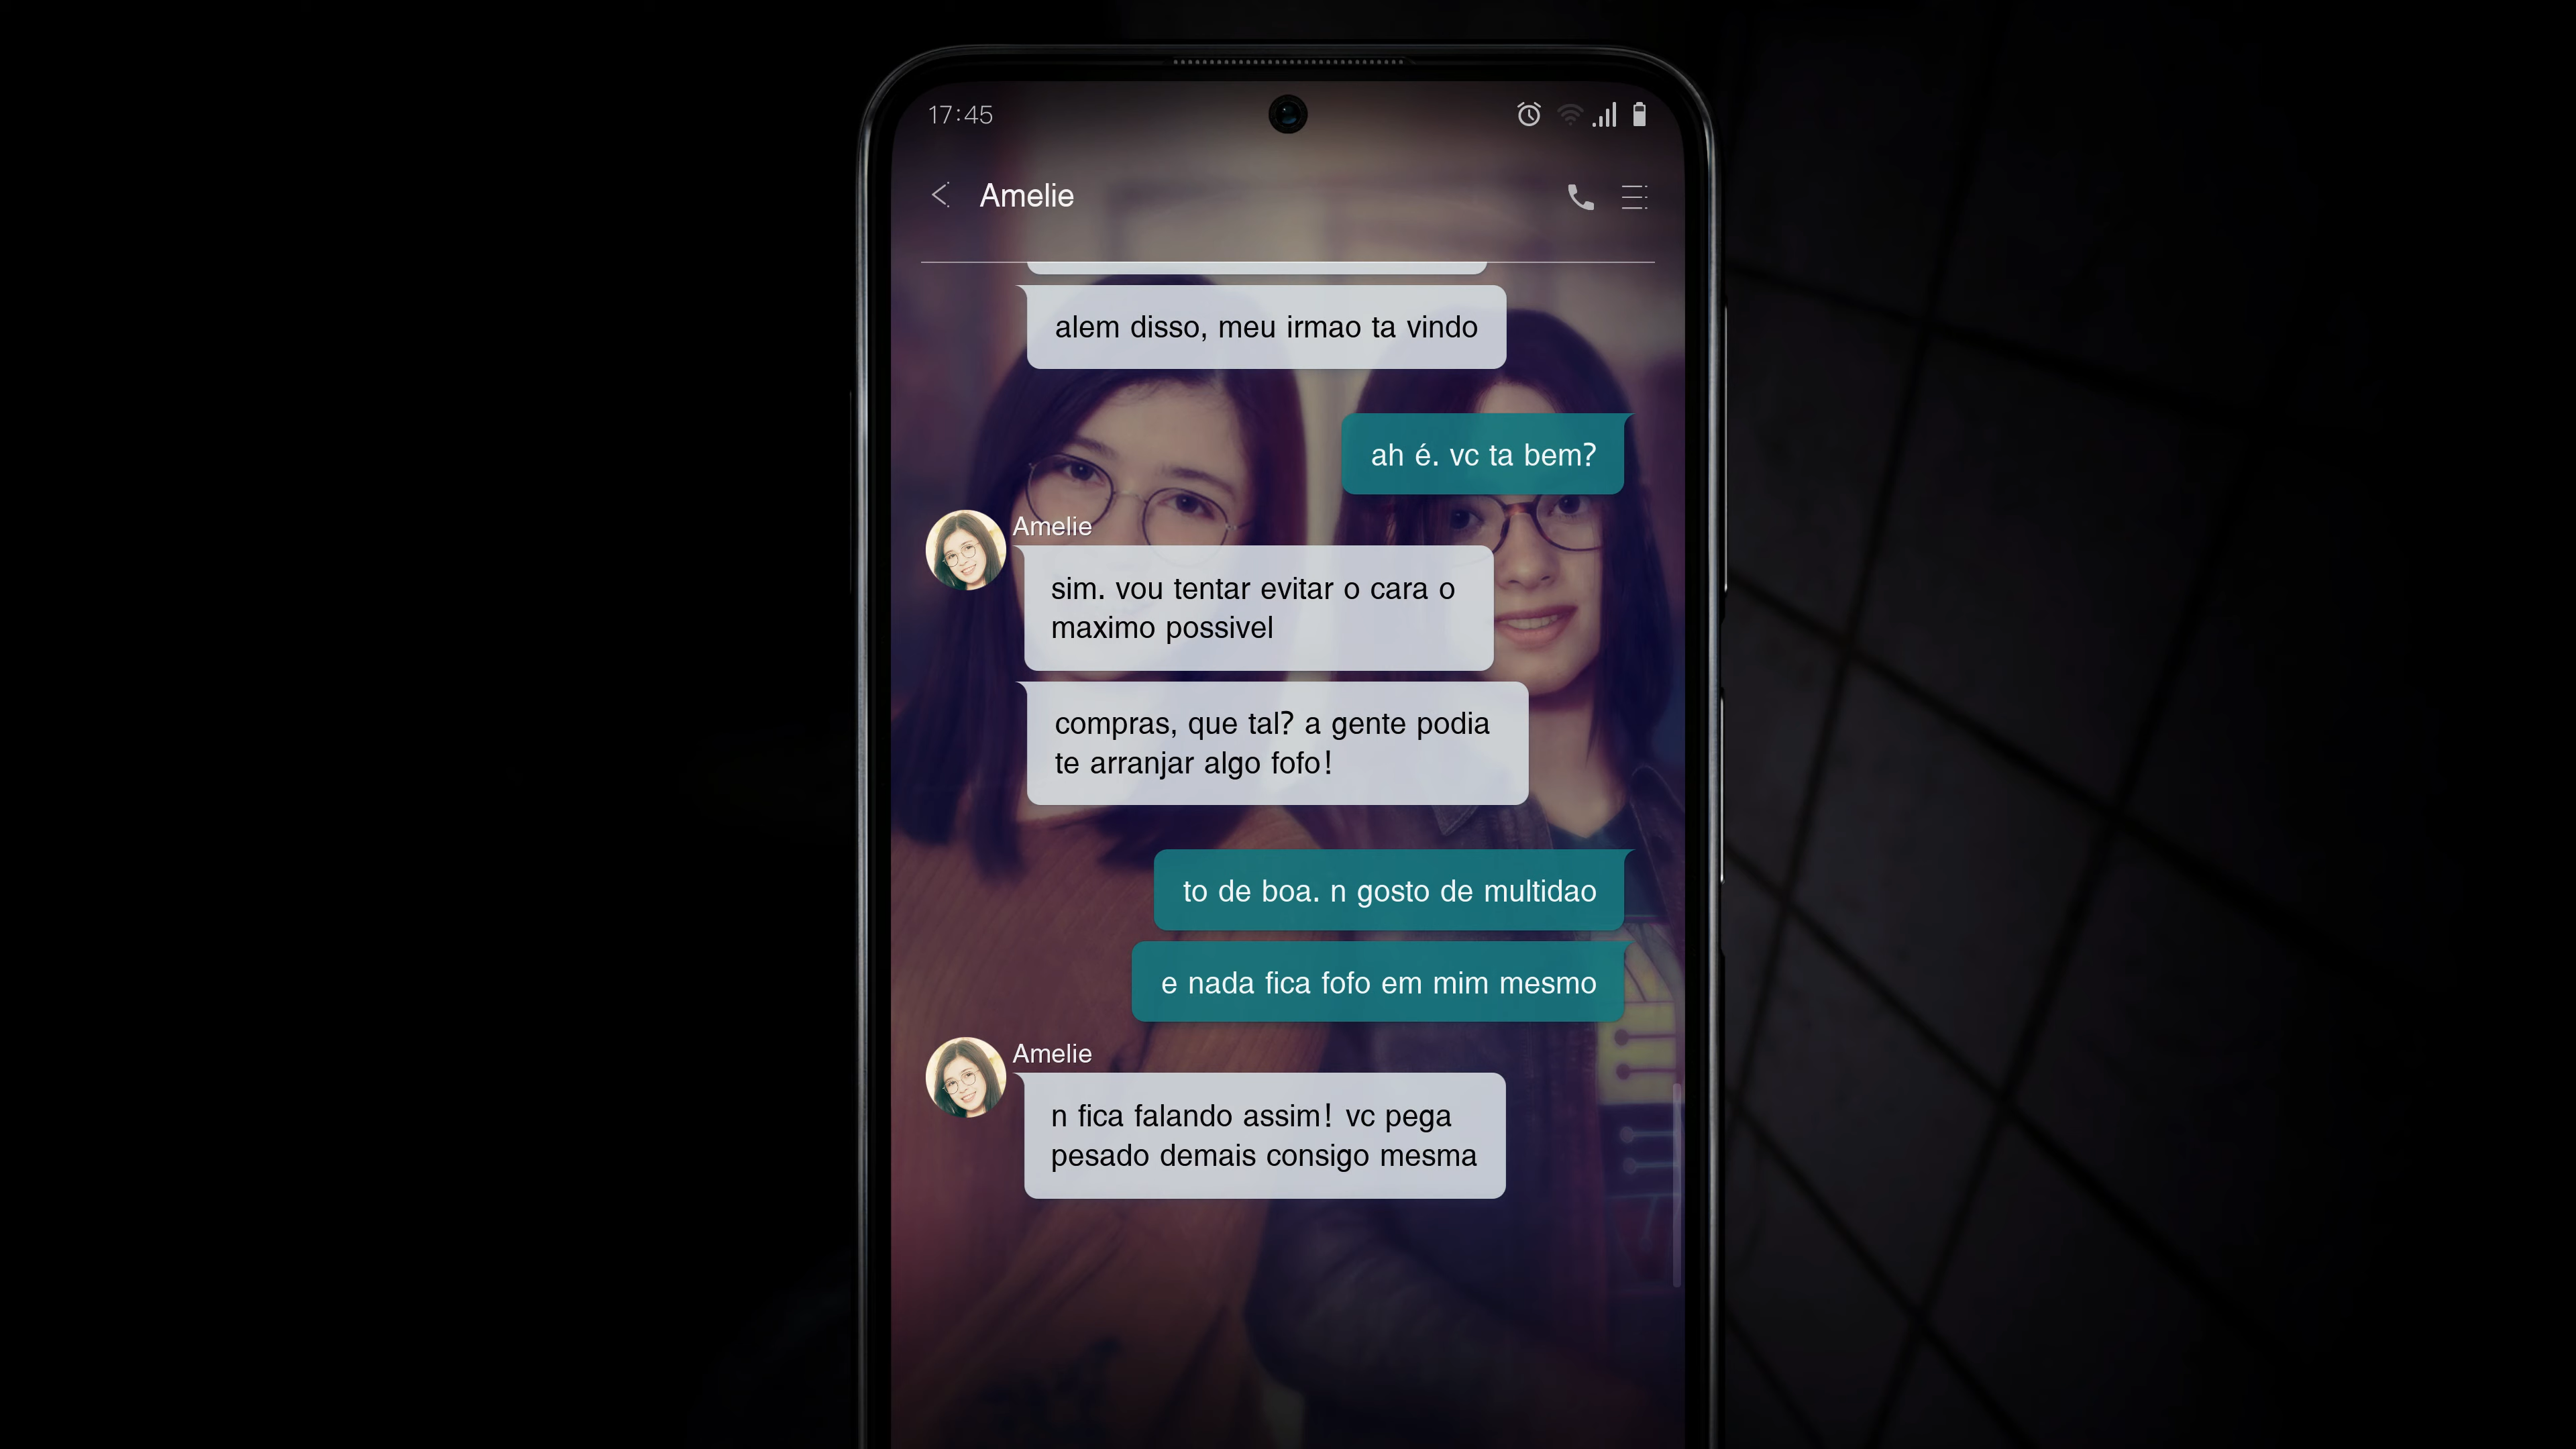 17:45
Amelie
alem disso, meu irmao ta vindo
ah é. vc ta bem?
Amelie
sim. vou tentar evitar o cara o
maximo possivel
compras, que tal? a gente podia
te arranjar algo fofo!
to de boa. n gosto de multidao
e nada fica fofo em mim mesmo
Amelie
n fica falando assim! vc pega
pesado demais consigo mesma